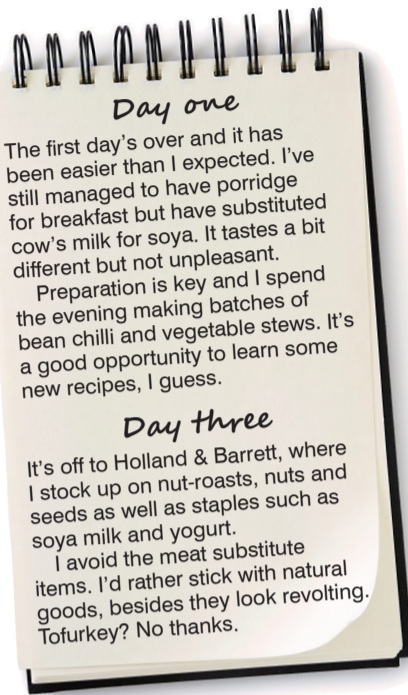 Day one
The first day's over and it has
been easier than I expected. I've
still managed to have porridge
for breakfast but have substituted
cow's milk for soya. It tastes a bit
different but not unpleasant.
Preparation is key and I spend
the evening making batches of
bean chilli and vegetable stews. It's
a good opportunity to learn some
new recipes, I guess.
Day three
It's off to Holland & Barrett, where
I stock up on nut-roasts, nuts and
seeds as well as staples such as
soya milk and yogurt.
I avoid the meat substitute
items. I'd rather stick with natural
goods, besides they look revolting.
Tofurkey? No thanks.